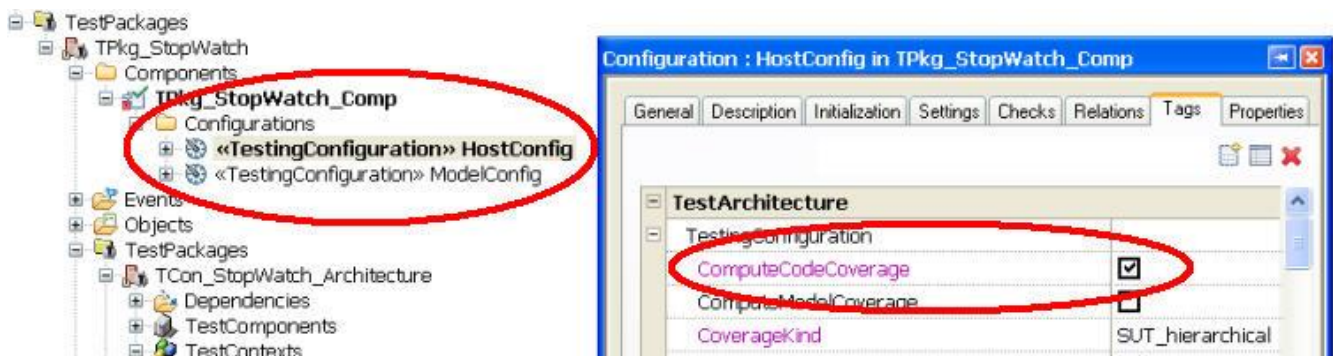 TestPackages
TPkg_StopWatch
Components
TPkg_StopWatch_Comp
Configurations
«TestingConfiguration» HostConfig
«TestingConfiguration» ModelConfig
Events
Objects
TestPackages
TCon_StopWatch_Architecture
Dependencies
TestComponents
TestContexts
Configuration : HostConfig in TPkg_StopWatch_Comp
General Description Initialization Settings Checks Relations Tags Properties
TestArchitecture
TestingConfiguration
ComputeCodeCoverage
ComputeModelCoverage
CoverageKind SUT_hierarchical